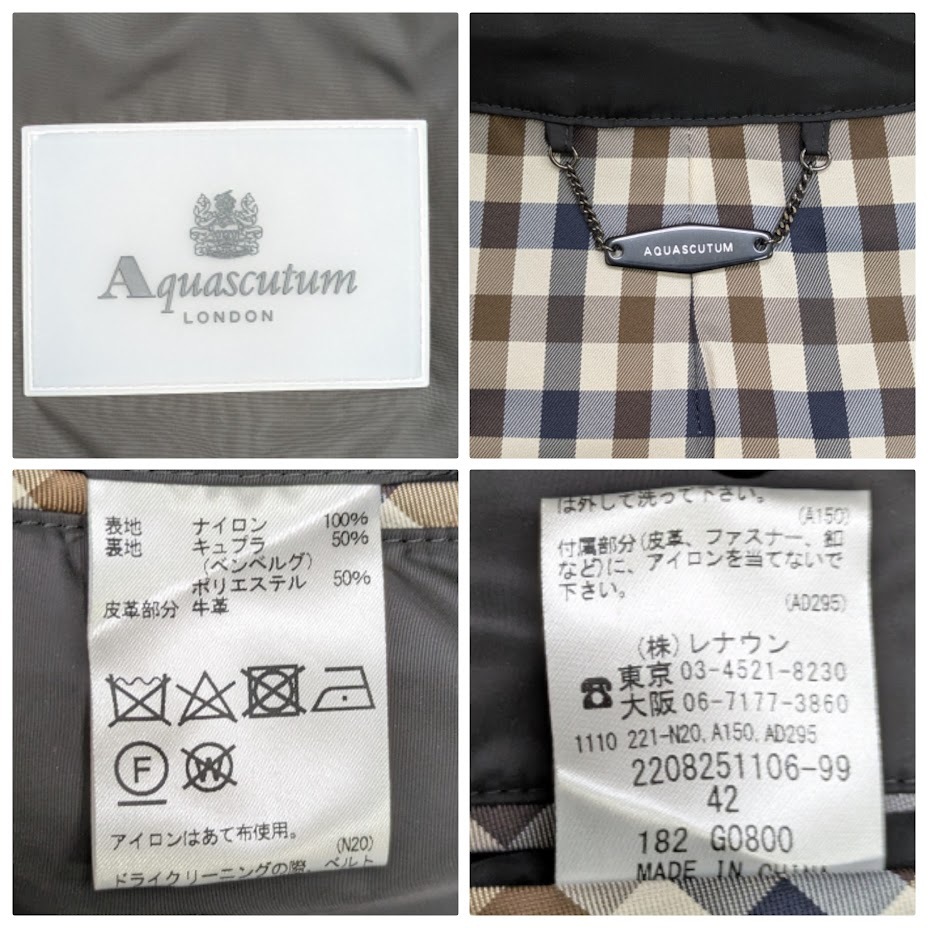 Aquascutum
LONDON
AQUASCUTUM
表地 ナイロン 100%
裏地 キュプラ 50%
(ベンベルグ)
ポリエステル 50%
皮革部分 牛革
F
W
アイロンはあて布使用。
(N20)
ドライクリーニングの際、ベルト
は外して洗って下さい。
(A150)
付属部分(皮革、ファスナー、釦
など)に、アイロンを当てないで
下さい。
(AD295)
(株)レナウン
☎東京 03-4521-8230
大阪 06-7177-3860
1110 221-N20,A150,AD295
2208251106-99
42
182 G0800
MADE IN CHINA